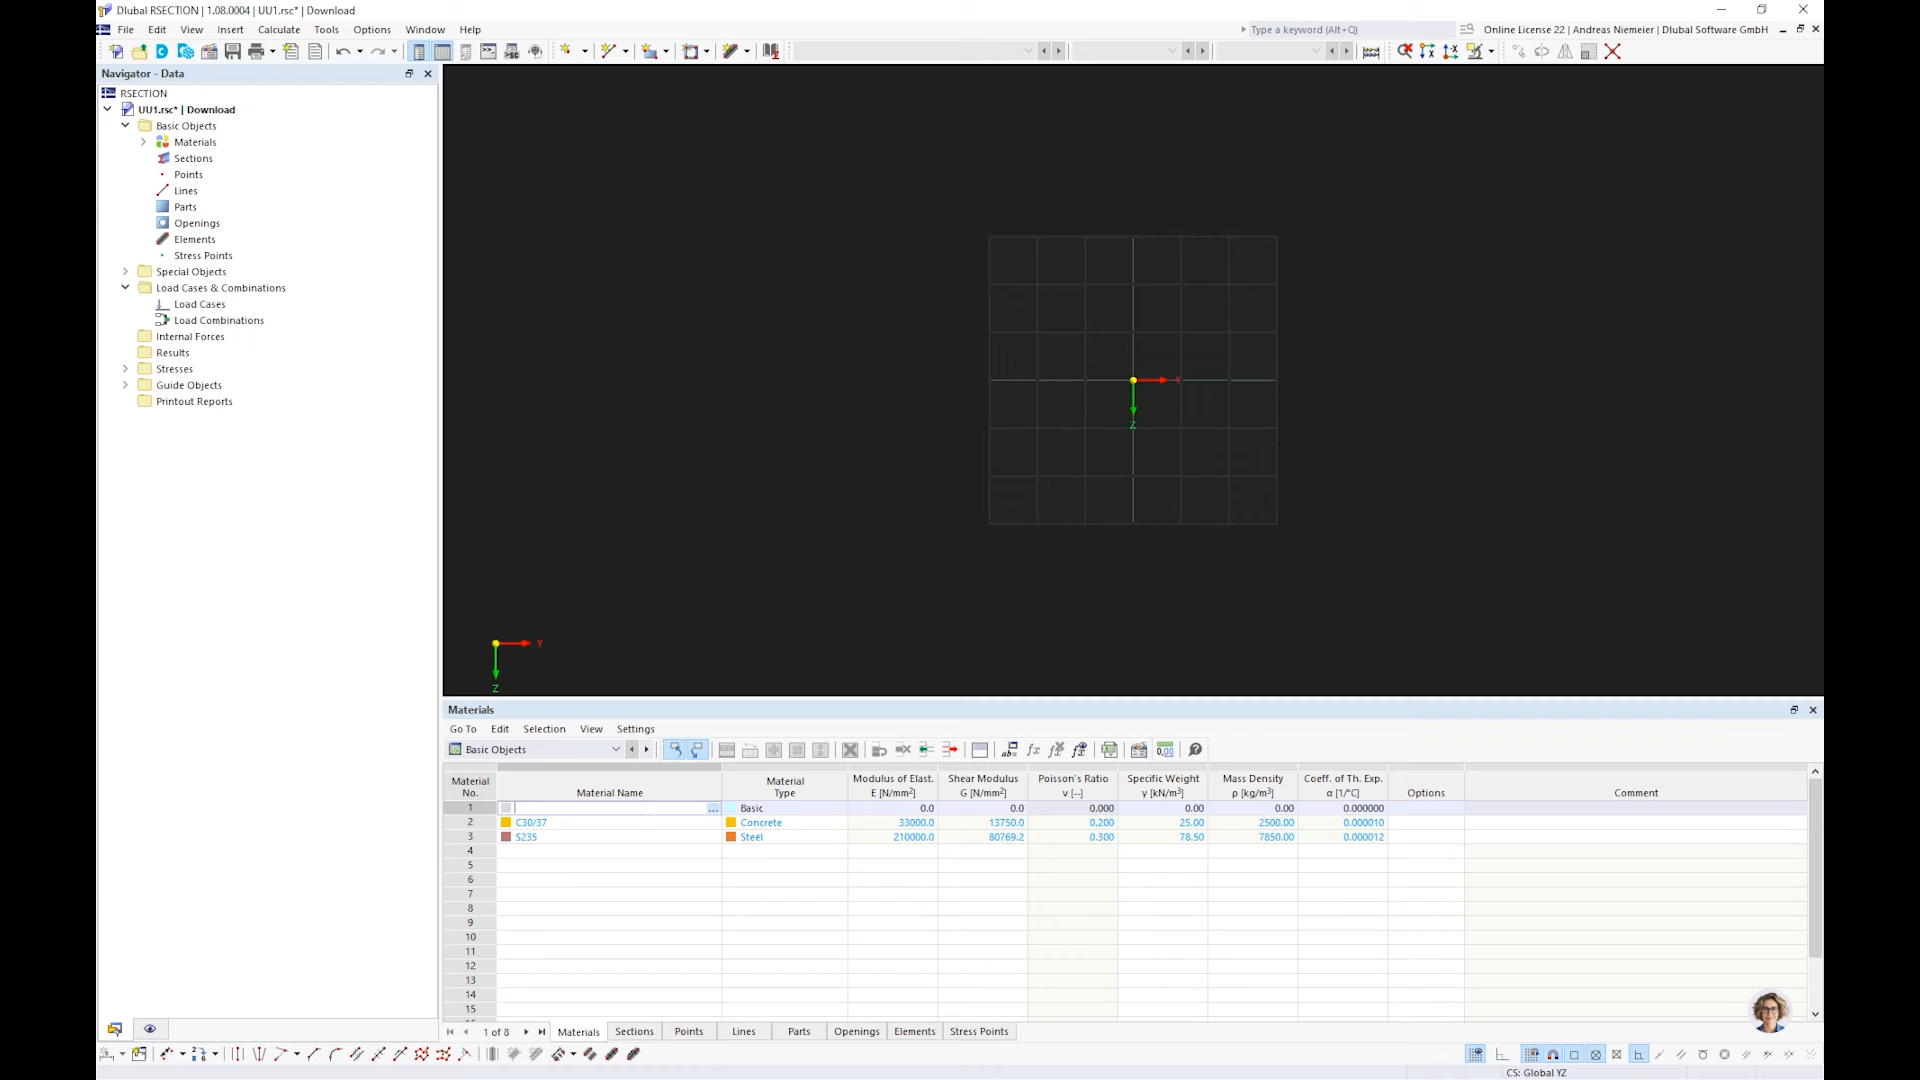 Dlubal RSECTION | 1.08.0004 | UU1.rsc* | Download
File Edit View Insert Calculate Tools Options Window Help
Type a keyword (Alt+Q)
Online License 22 | Andreas Niemeier | Dlubal Software GmbH
Navigator - Data
RSECTION
UU1.rsc* | Download
Basic Objects
Materials
Sections
Points
Lines
Parts
Openings
Elements
Stress Points
Special Objects
Load Cases & Combinations
Load Cases
Load Combinations
Internal Forces
Results
Stresses
Guide Objects
Printout Reports
Y
Z
Y
Z
Materials
Go To Edit Selection View Settings
Basic Objects
Material No. Material Name Material Type Modulus of Elast. E [N/mm²] Shear Modulus G [N/mm²] Poisson's Ratio ν [--] Specific Weight γ [kN/m³] Mass Density ρ [kg/m³] Coeff. of Th. Exp. α [1/°C] Options Comment
1 ... Basic 0.0 0.0 0.000 0.00 0.00 0.000000
2 C30/37 Concrete 33000.0 13750.0 0.200 25.00 2500.00 0.000010
3 S235 Steel 210000.0 80769.2 0.300 78.50 7850.00 0.000012
4
5
6
7
8
9
10
11
12
13
14
15
1 of 8 Materials Sections Points Lines Parts Openings Elements Stress Points
CS: Global YZ